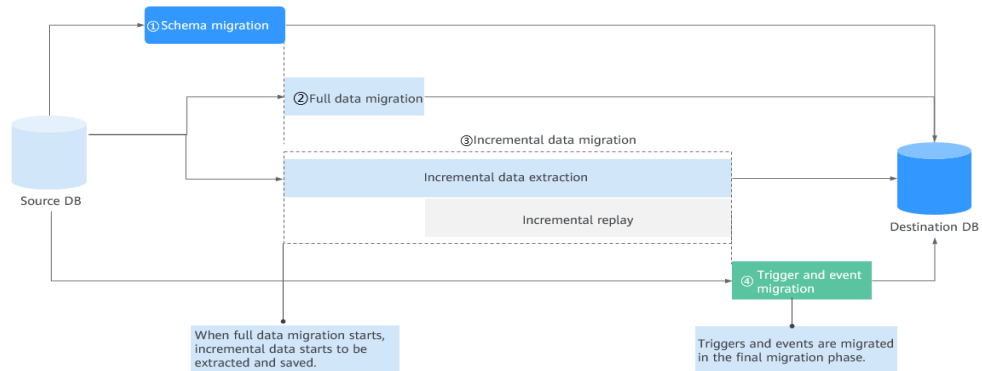 ①Schema migration
②Full data migration
③Incremental data migration
Incremental data extraction
Source DB
Incremental replay
Destination DB
④ Trigger and event
migration
When full data migration starts,
incremental data starts to be
extracted and saved.
Triggers and events are migrated
in the final migration phase.